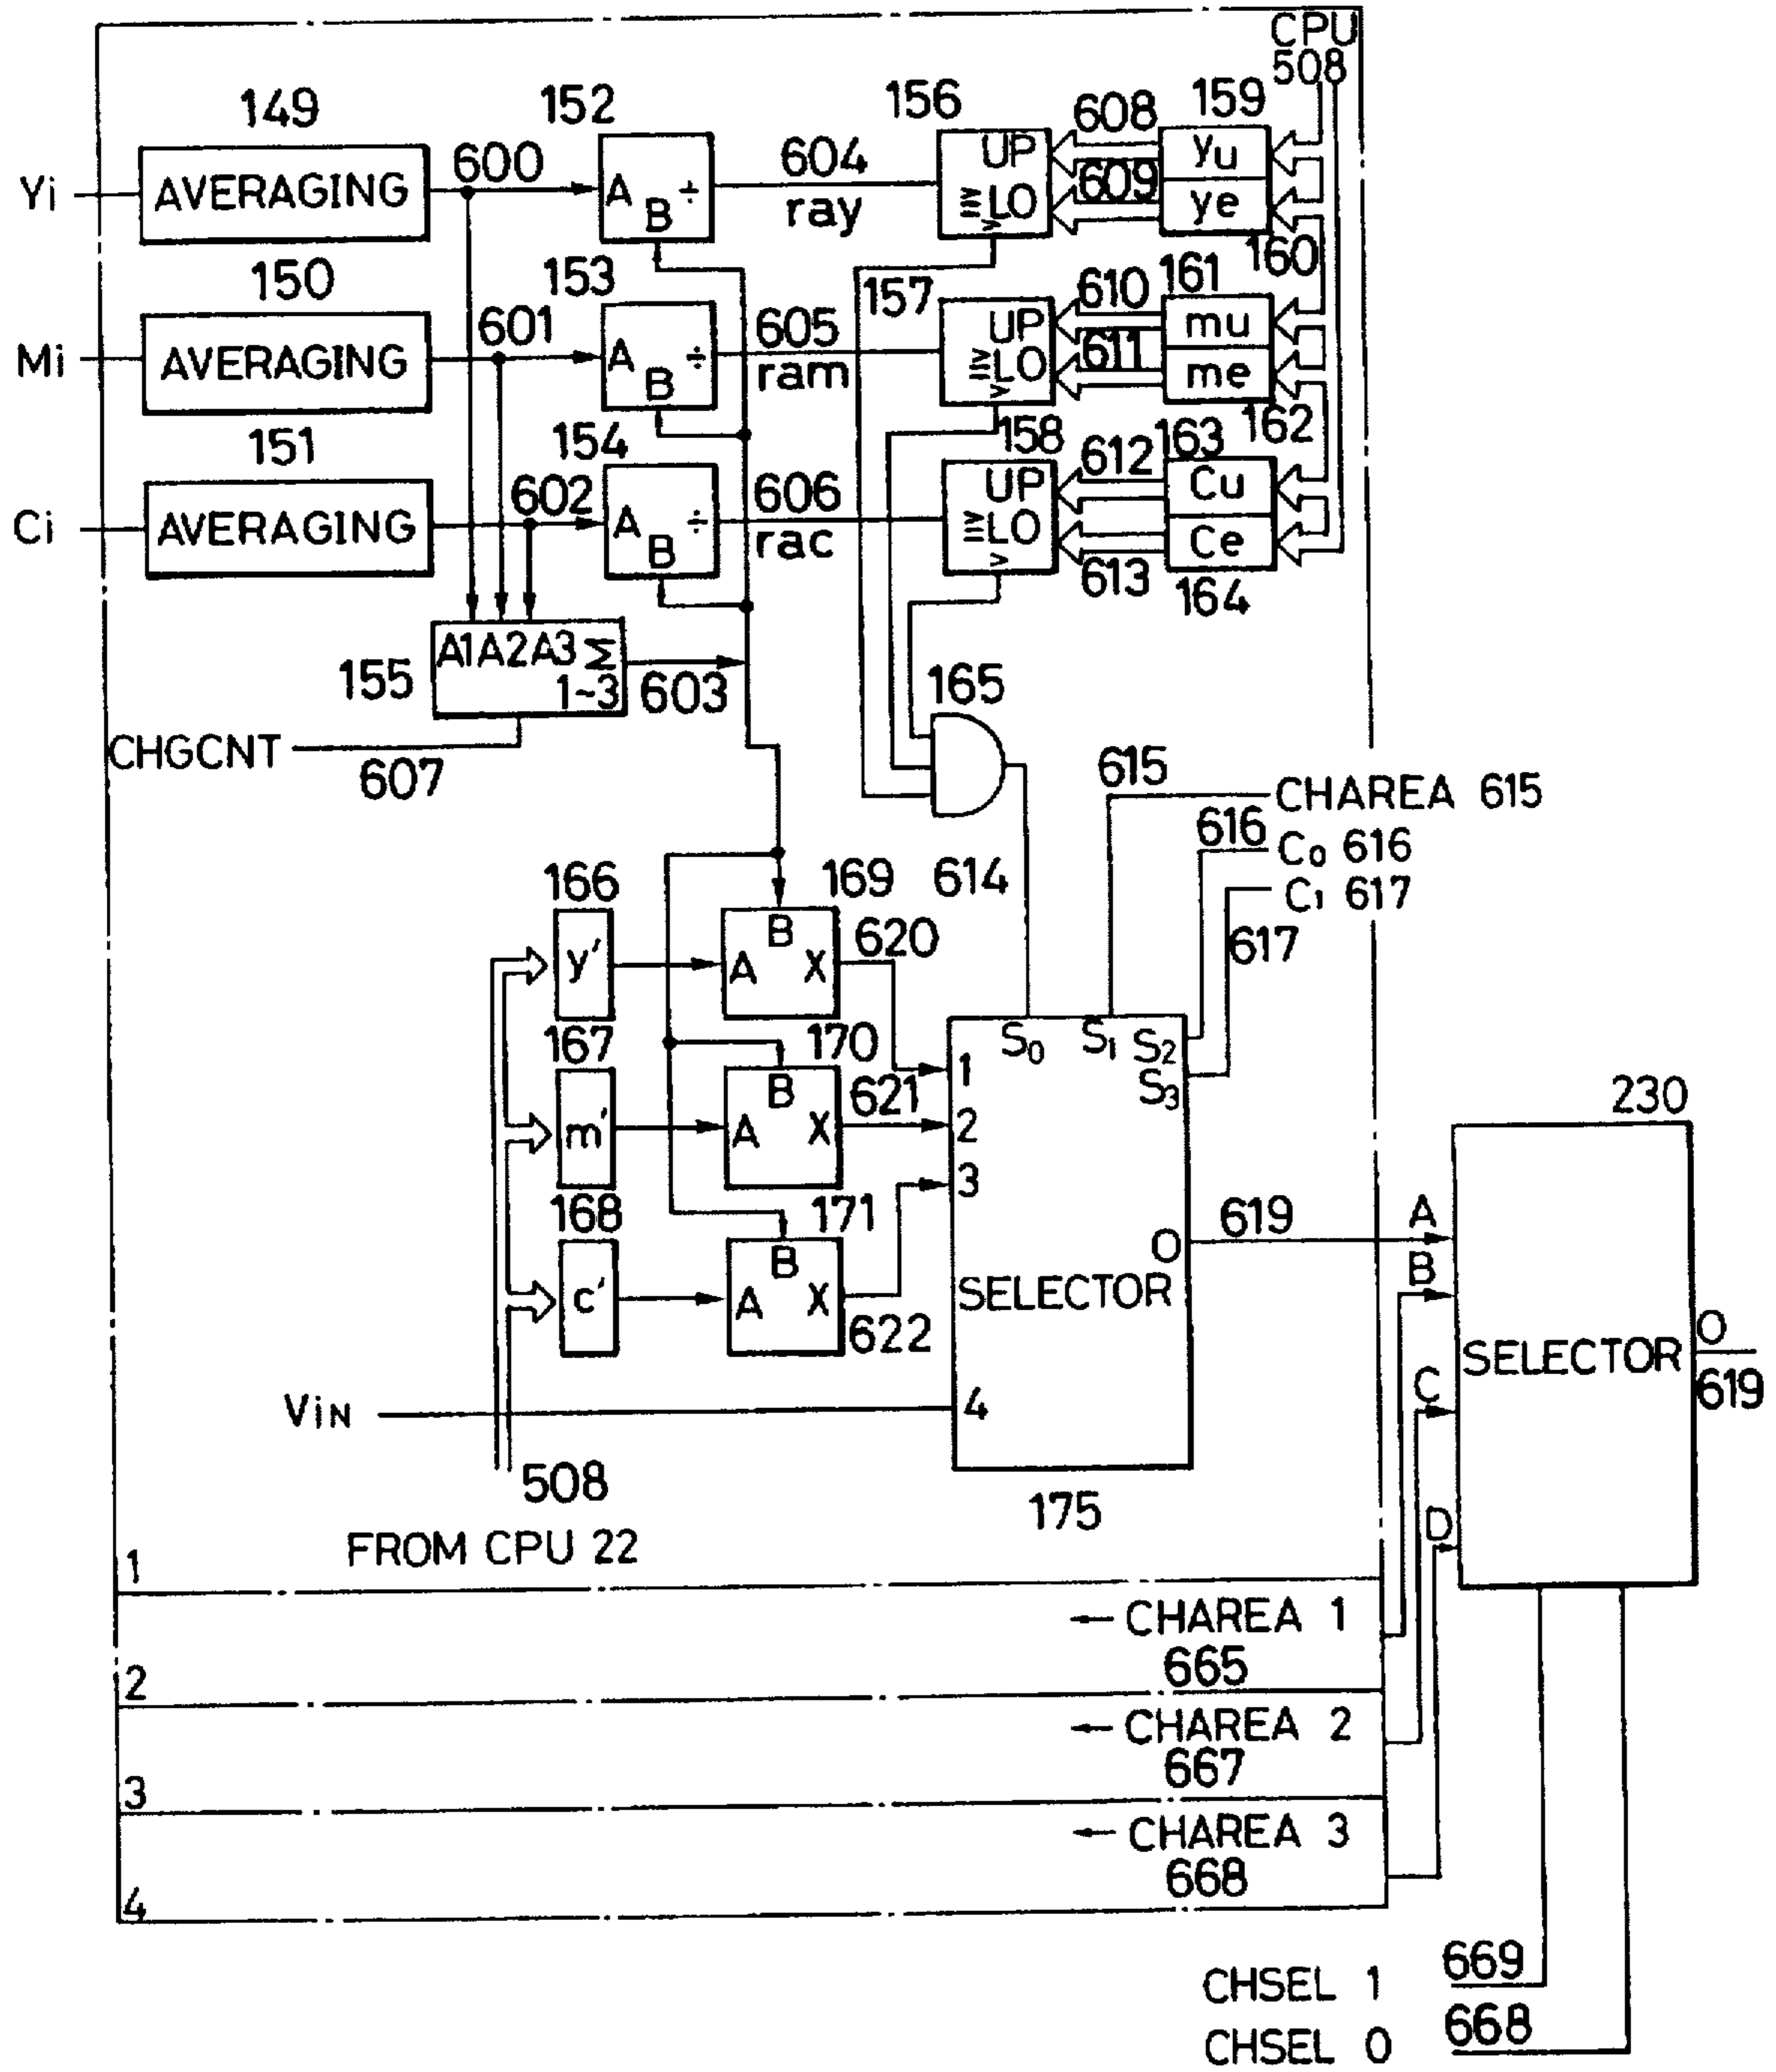 CPU
508
149
152
156
608
159
Yi
AVERAGING
600
A B ÷
604
ray
UP
LO
609
yu
ye
160
150
153
157
610
161
Mi
AVERAGING
601
A B ÷
605
ram
UP
LO
611
mu
me
162
151
154
158
612
163
Ci
AVERAGING
602
A B ÷
606
rac
UP
LO
613
Cu
Ce
164
155
A1 A2 A3 Σ
1~3
603
165
CHGCNT
607
615
CHAREA 615
616
C0 616
C1 617
617
166
169
614
y'
A B X
620
167
170
S0 S1 S2
S3
m'
A B X
621
1
2
3
168
171
c'
A B X
622
O
619
SELECTOR
230
A
B
C
D
SELECTOR
O
619
VIN
4
508
175
FROM CPU 22
1
← CHAREA 1
665
2
← CHAREA 2
667
3
← CHAREA 3
668
4
CHSEL 1
669
CHSEL 0
668